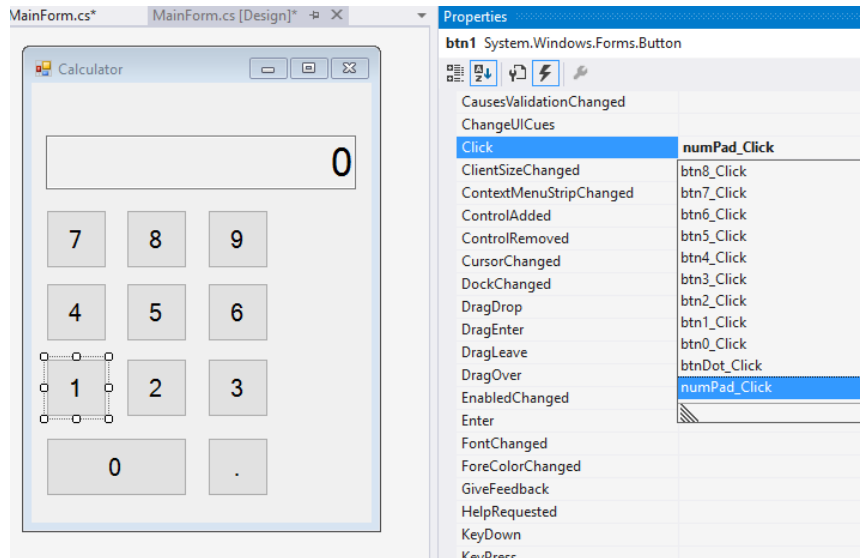 MainForm.cs*
MainForm.cs [Design]*
Calculator
0
7 8 9
4 5 6
1 2 3
0 .
Properties
btn1 System.Windows.Forms.Button
CausesValidationChanged
ChangeUICues
Click numPad_Click
ClientSizeChanged
ContextMenuStripChanged
ControlAdded
ControlRemoved
CursorChanged
DockChanged
DragDrop
DragEnter
DragLeave
DragOver
EnabledChanged
Enter
FontChanged
ForeColorChanged
GiveFeedback
HelpRequested
KeyDown
KeyPress
btn8_Click
btn7_Click
btn6_Click
btn5_Click
btn4_Click
btn3_Click
btn2_Click
btn1_Click
btn0_Click
btnDot_Click
numPad_Click